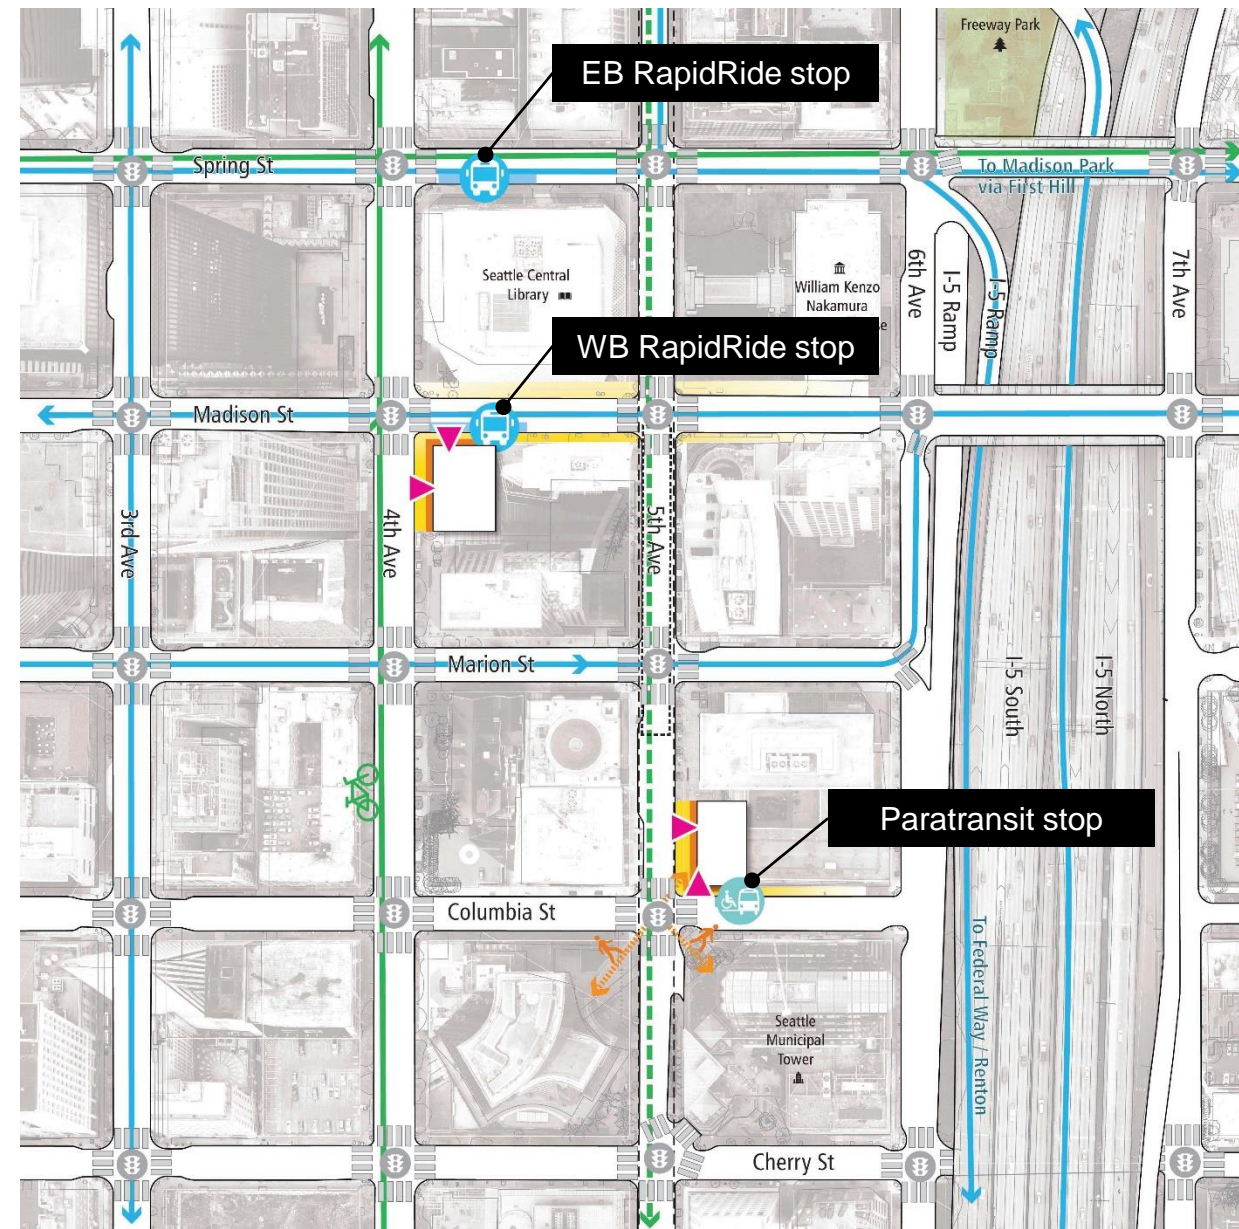 Freeway Park
EB RapidRide stop
Spring St
To Madison Park
via First Hill
Seattle Central
Library
William Kenzo
Nakamura
se
6th Ave
I-5 Ramp
I-5 Ramp
7th Ave
WB RapidRide stop
Madison St
3rd Ave
4th Ave
5th Ave
Marion St
I-5 South
I-5 North
Paratransit stop
Columbia St
To Federal Way / Renton
Seattle
Municipal
Tower
Cherry St